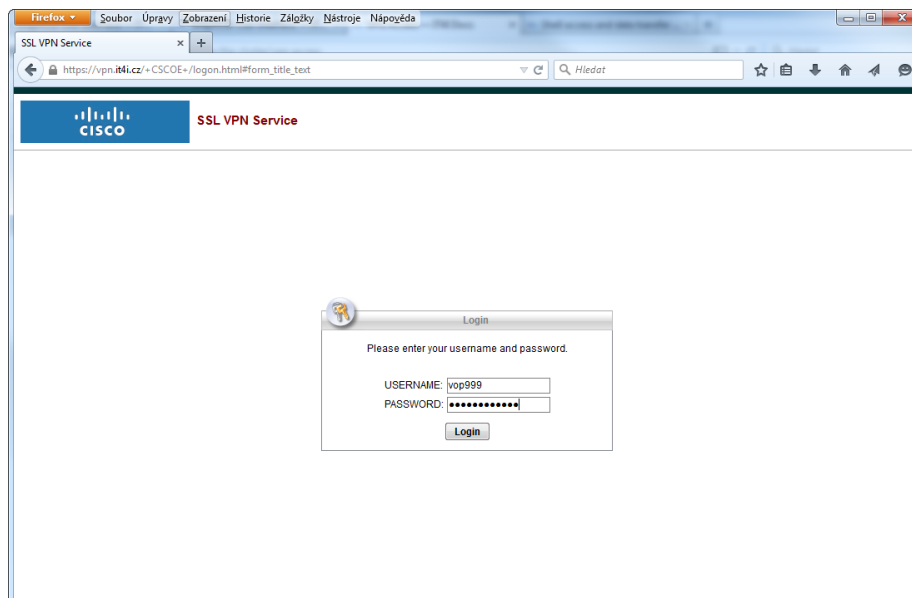 Firefox Soubor Úpravy Zobrazení Historie Záložky Nástroje Nápověda
SSL VPN Service × +
https://vpn.it4i.cz/+CSCOE+/logon.html#form_title_text Hledat
CISCO SSL VPN Service
Login
Please enter your username and password.
USERNAME: vop999
PASSWORD: ●●●●●●●●●●●●
Login